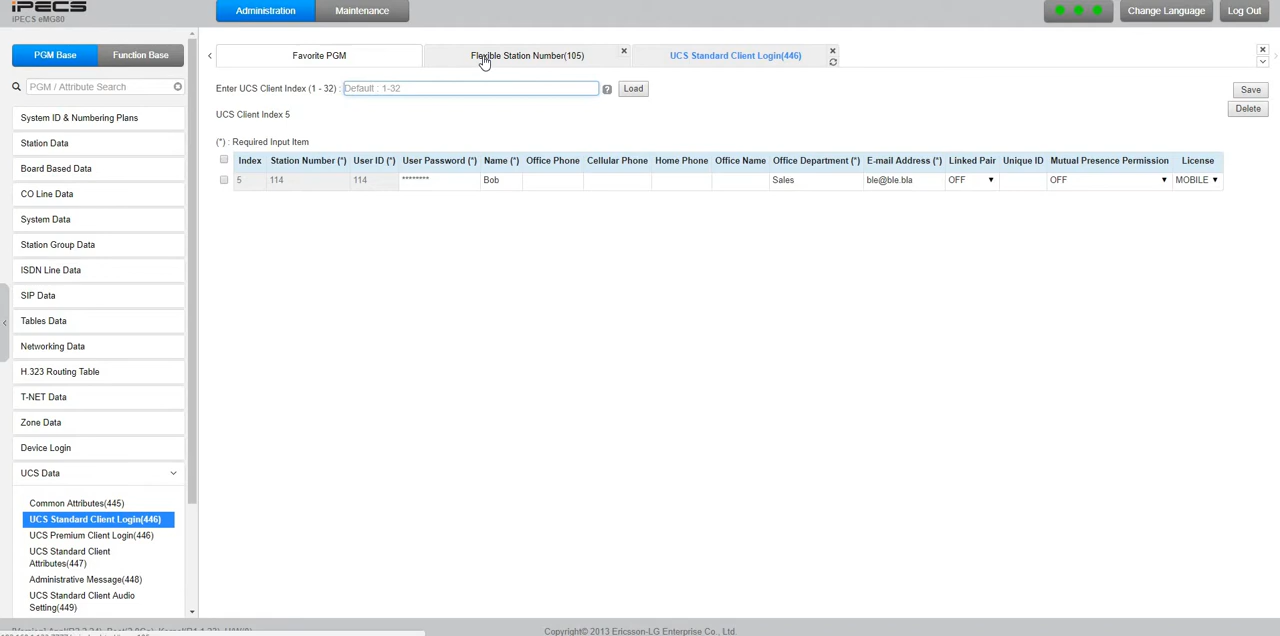 iPECS
iPECS eMG80
Administration
Maintenance
Change Language
Log Out
PGM Base
Function Base
Favorite PGM
Flexible Station Number(105)
UCS Standard Client Login(446)
PGM / Attribute Search
Enter UCS Client Index (1 - 32) :
Default : 1-32
Load
Save
Delete
UCS Client Index 5
(*) : Required Input Item
Index Station Number (*) User ID (*) User Password (*) Name (*) Office Phone Cellular Phone Home Phone Office Name Office Department (*) E-mail Address (*) Linked Pair Unique ID Mutual Presence Permission License
5 114 114 ******** Bob Sales ble@ble.bla OFF OFF MOBILE
System ID & Numbering Plans
Station Data
Board Based Data
CO Line Data
System Data
Station Group Data
ISDN Line Data
SIP Data
Tables Data
Networking Data
H.323 Routing Table
T-NET Data
Zone Data
Device Login
UCS Data
Common Attributes(445)
UCS Standard Client Login(446)
UCS Premium Client Login(446)
UCS Standard Client
Attributes(447)
Administrative Message(448)
UCS Standard Client Audio
Setting(449)
Copyright© 2013 Ericsson-LG Enterprise Co., Ltd.